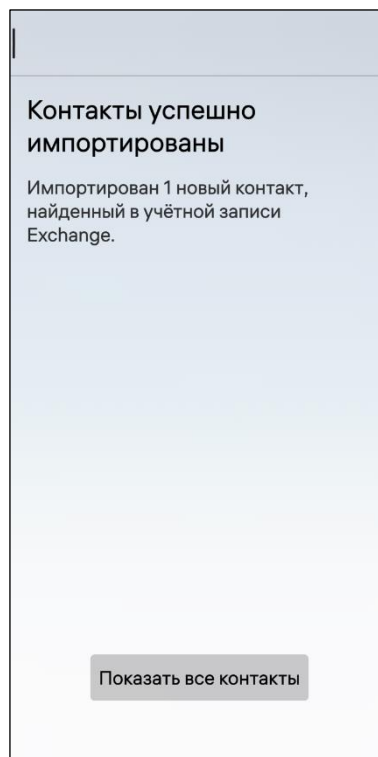 Контакты успешно
импортированы
Импортирован 1 новый контакт,
найденный в учётной записи
Exchange.
Показать все контакты